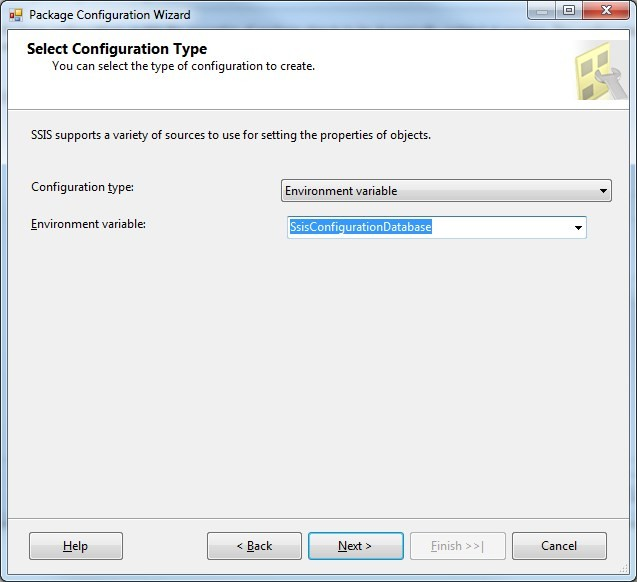 Package Configuration Wizard
Select Configuration Type
You can select the type of configuration to create.
SSIS supports a variety of sources to use for setting the properties of objects.
Configuration type:
Environment variable
Environment variable:
SsisConfigurationDatabase
Help
< Back
Next >
Finish >>|
Cancel